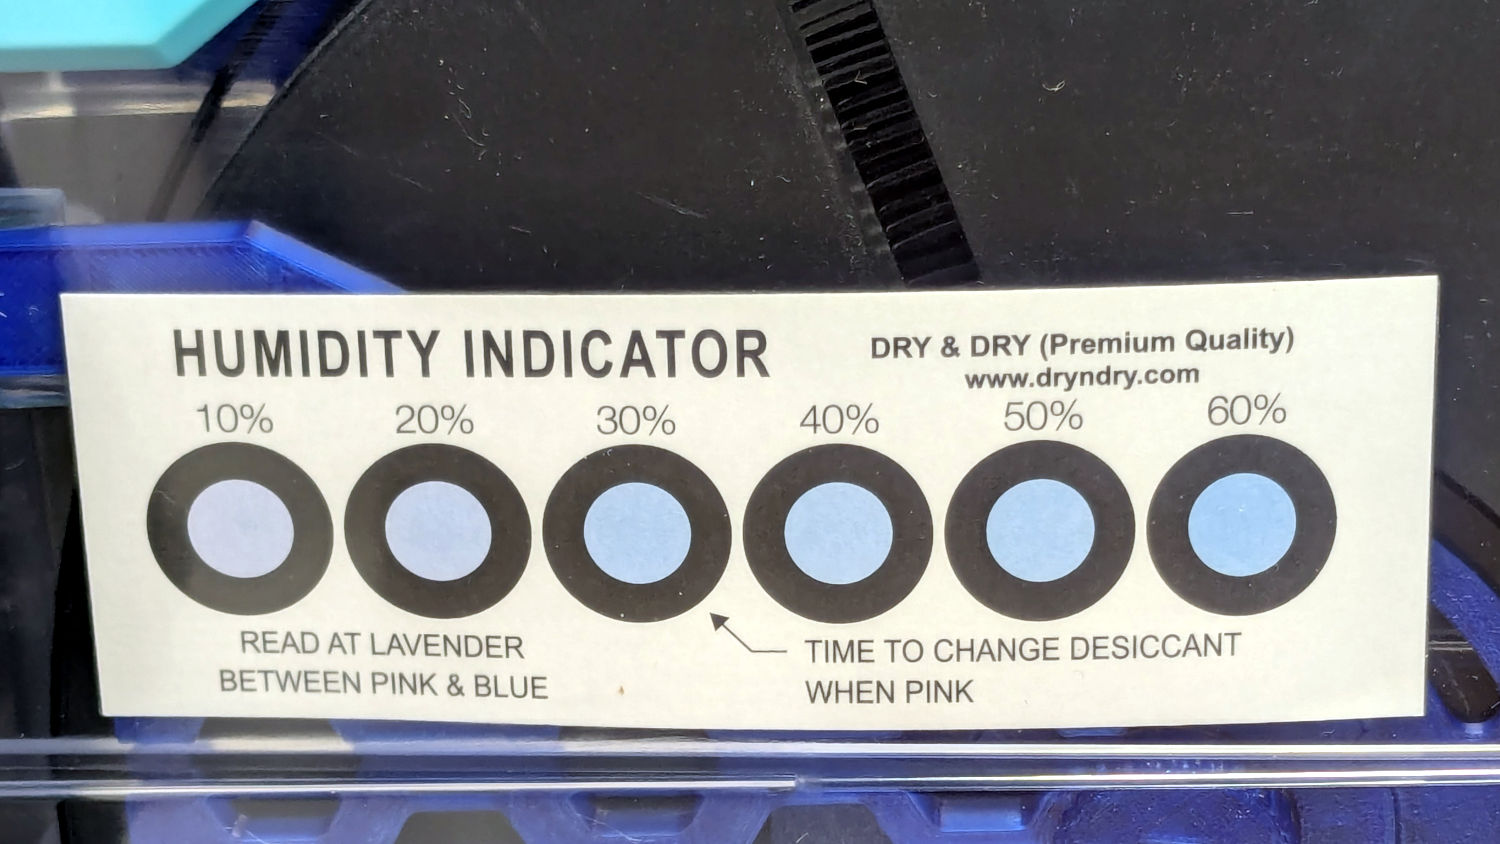 HUMIDITY INDICATOR
DRY & DRY (Premium Quality)
www.dryndry.com
10% 20% 30% 40% 50% 60%
READ AT LAVENDER
BETWEEN PINK & BLUE
TIME TO CHANGE DESICCANT
WHEN PINK